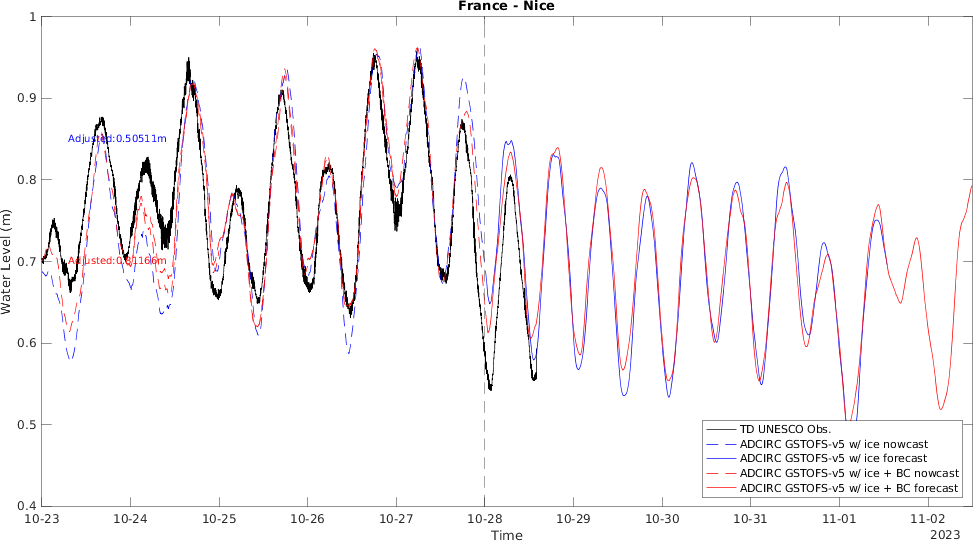 France - Nice
Water Level (m)
1
0.9
0.8
0.7
0.6
0.5
0.4
Adjusted:0.50511m
TD UNESCO Obs.
ADCIRC GSTOFS-v5 w/ ice nowcast
ADCIRC GSTOFS-v5 w/ ice forecast
ADCIRC GSTOFS-v5 w/ ice + BC nowcast
ADCIRC GSTOFS-v5 w/ ice + BC forecast
10-23 10-24 10-25 10-26 10-27 10-28 10-29 10-30 10-31 11-01 11-02
Time
2023